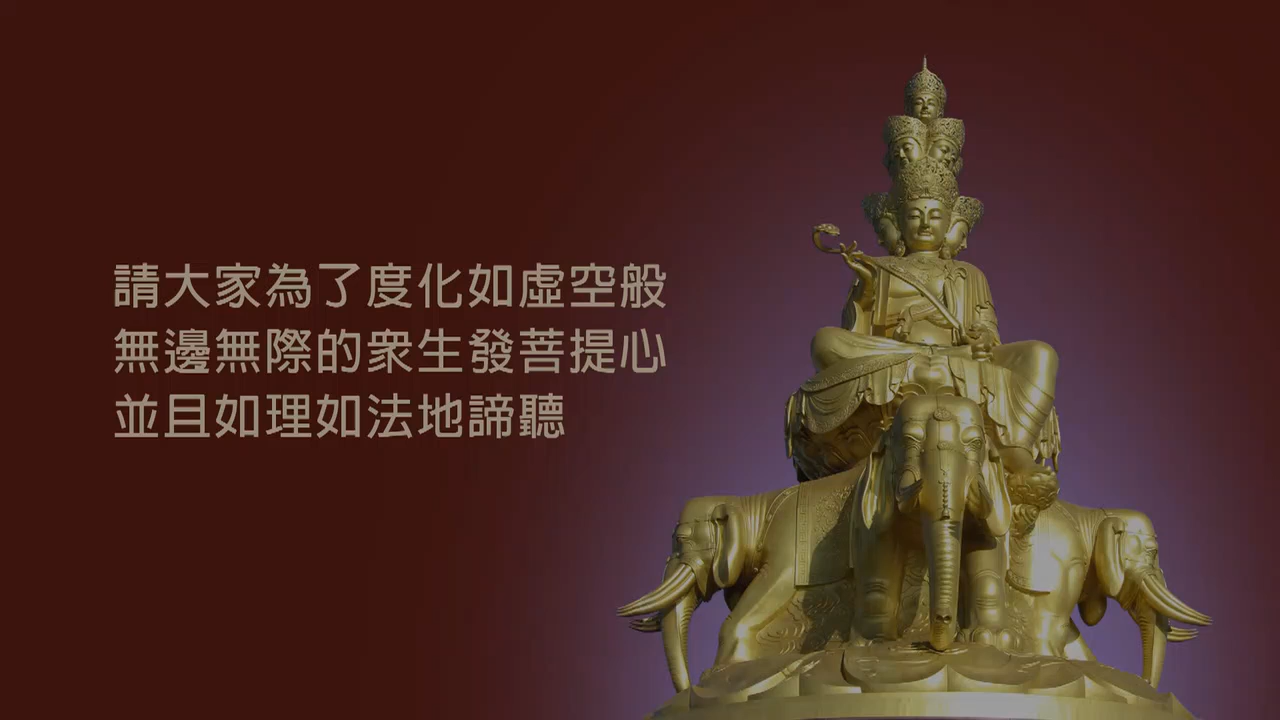 請大家為了度化如虛空般
無邊無際的衆生發菩提心
並且如理如法地諦聽